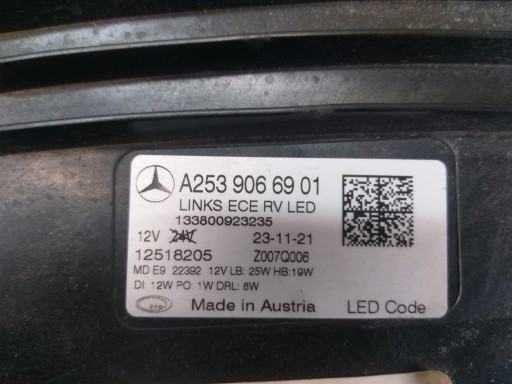 A253 906 69 01
LINKS ECE RV LED
133800923235
12V 24V 23-11-21
12518205 Z007Q006
MD E9 22392 12V LB: 25W HB:19W
DI: 12W PO: 1W DRL: 8W
Made in Austria LED Code